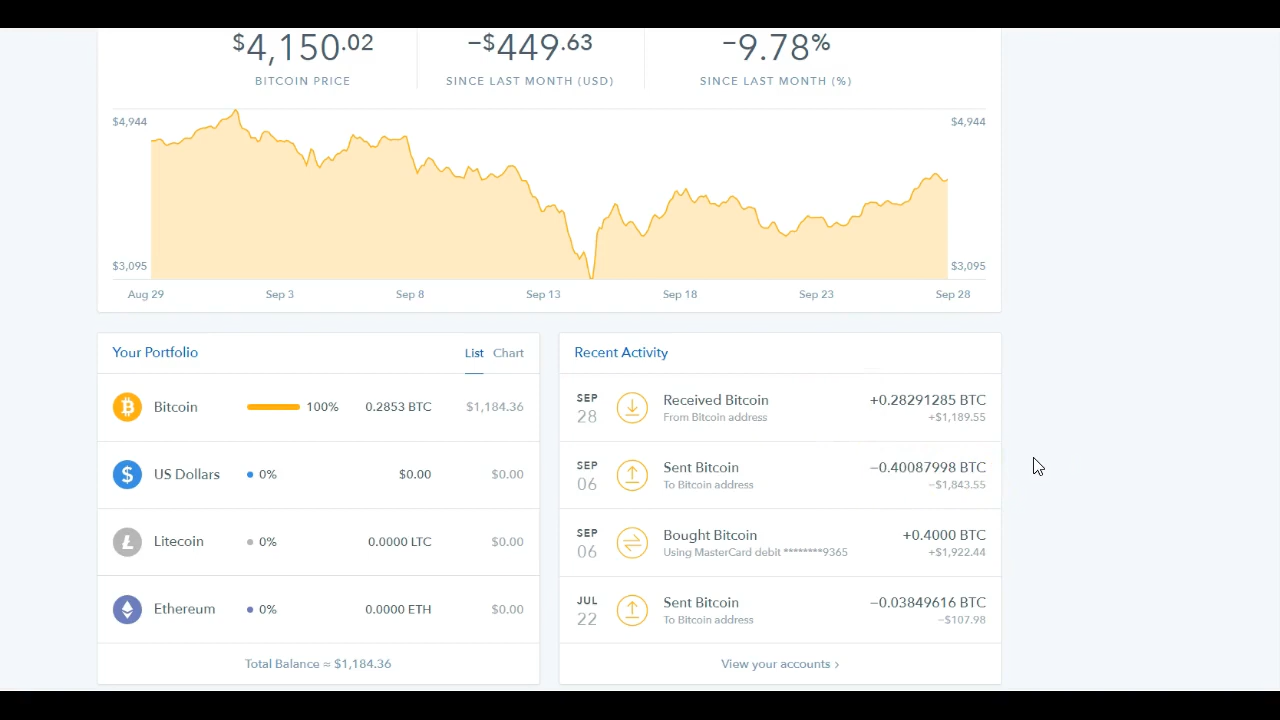 $4,150.02
BITCOIN PRICE
−$449.63
SINCE LAST MONTH (USD)
−9.78%
SINCE LAST MONTH (%)
$4,944
$4,944
$3,095
$3,095
Aug 29 Sep 3 Sep 8 Sep 13 Sep 18 Sep 23 Sep 28
Your Portfolio List Chart
Bitcoin 100% 0.2853 BTC $1,184.36
US Dollars 0% $0.00 $0.00
Litecoin 0% 0.0000 LTC $0.00
Ethereum 0% 0.0000 ETH $0.00
Total Balance ≈ $1,184.36
Recent Activity
SEP 28 Received Bitcoin +0.28291285 BTC
From Bitcoin address +$1,189.55
SEP 06 Sent Bitcoin −0.40087998 BTC
To Bitcoin address −$1,843.55
SEP 06 Bought Bitcoin +0.4000 BTC
Using MasterCard debit ********9365 +$1,922.44
JUL 22 Sent Bitcoin −0.03849616 BTC
To Bitcoin address −$107.98
View your accounts ›